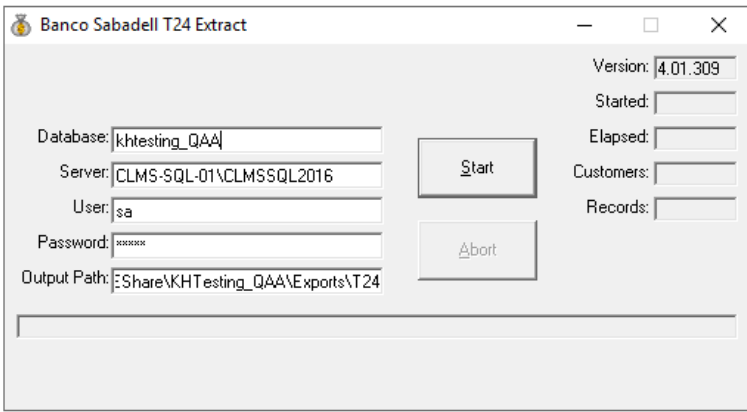 Banco Sabadell T24 Extract
Version: 4.01.309
Started:
Database: khtesting_QAA
Elapsed:
Server: CLMS-SQL-01\CLMSSQL2016
Start
Customers:
User: sa
Records:
Password: *****
Abort
Output Path: EShare\KHTesting_QAA\Exports\T24